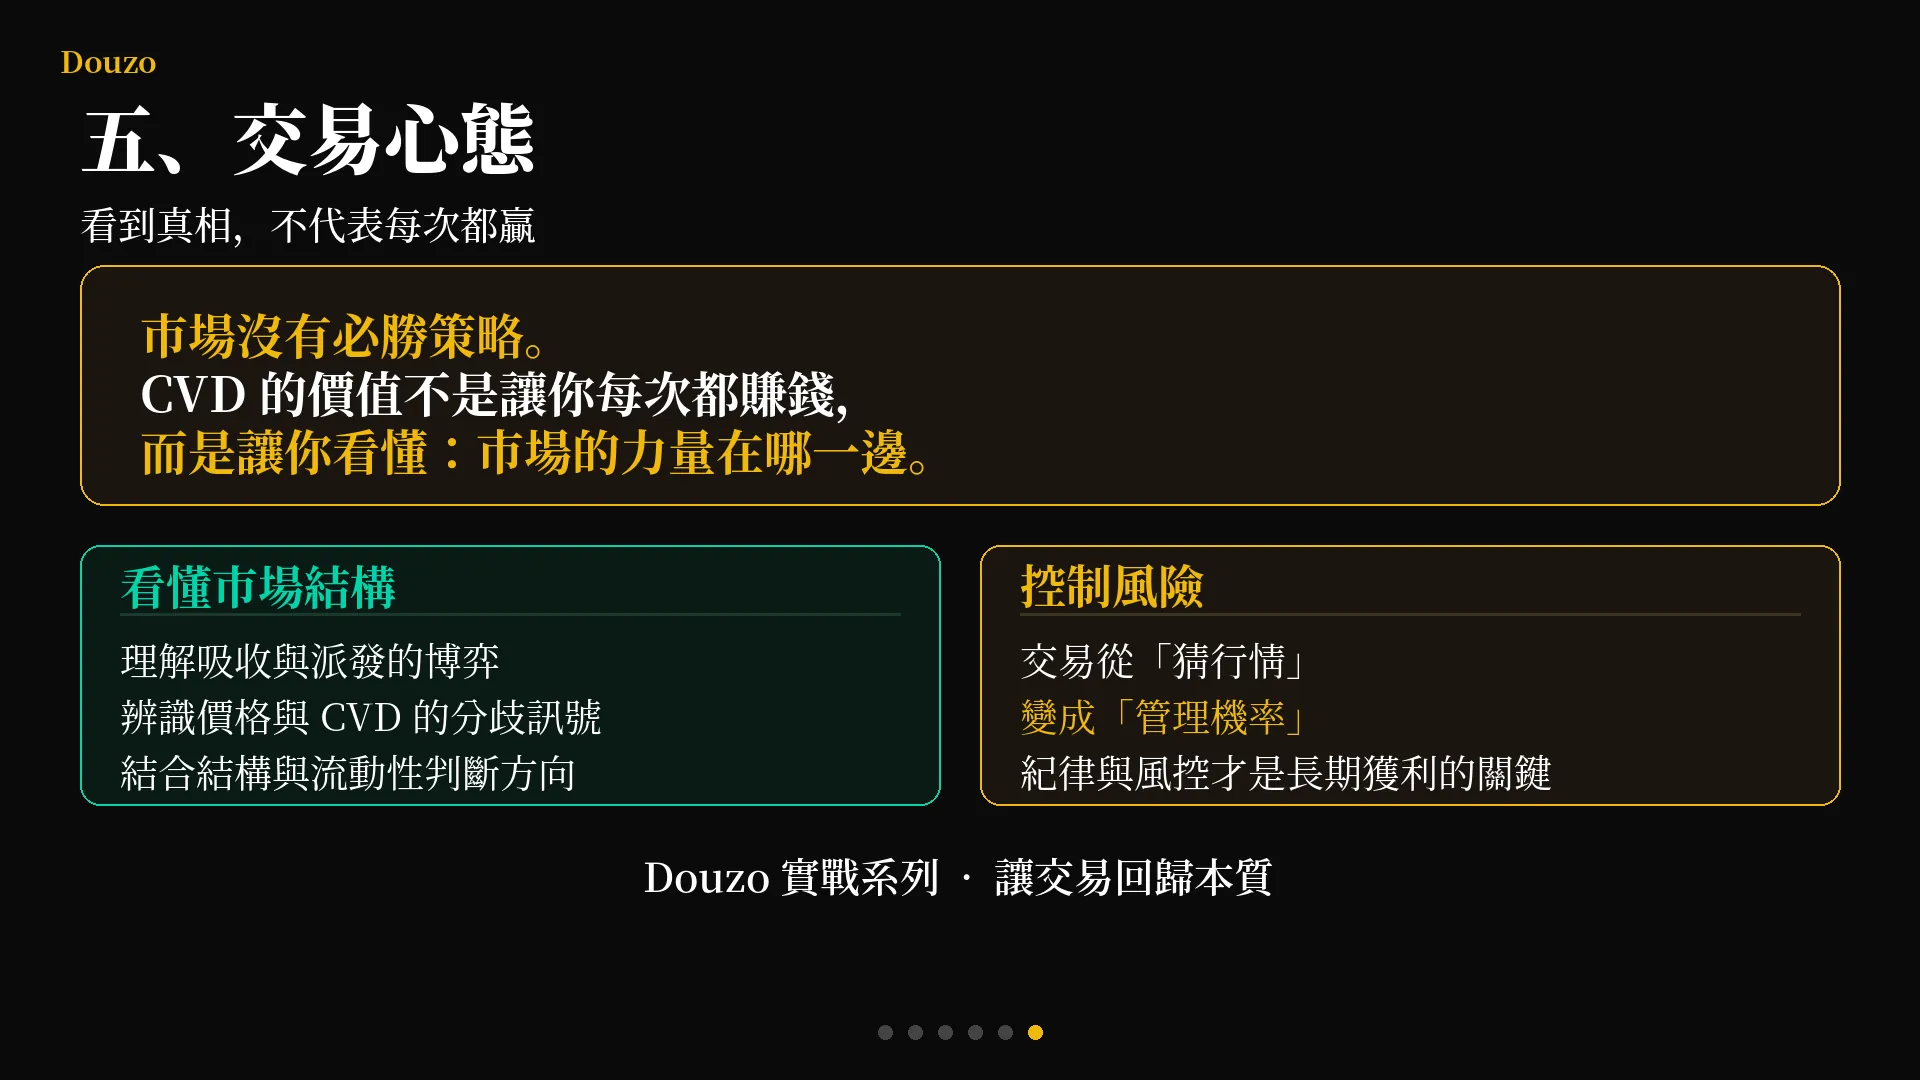 Douzo
五、交易心態
看到真相，不代表每次都贏
市場沒有必勝策略。
CVD 的價值不是讓你每次都賺錢，
而是讓你看懂：市場的力量在哪一邊。
看懂市場結構
理解吸收與派發的博弈
辨識價格與 CVD 的分歧訊號
結合結構與流動性判斷方向
控制風險
交易從「猜行情」
變成「管理機率」
紀律與風控才是長期獲利的關鍵
Douzo 實戰系列 · 讓交易回歸本質